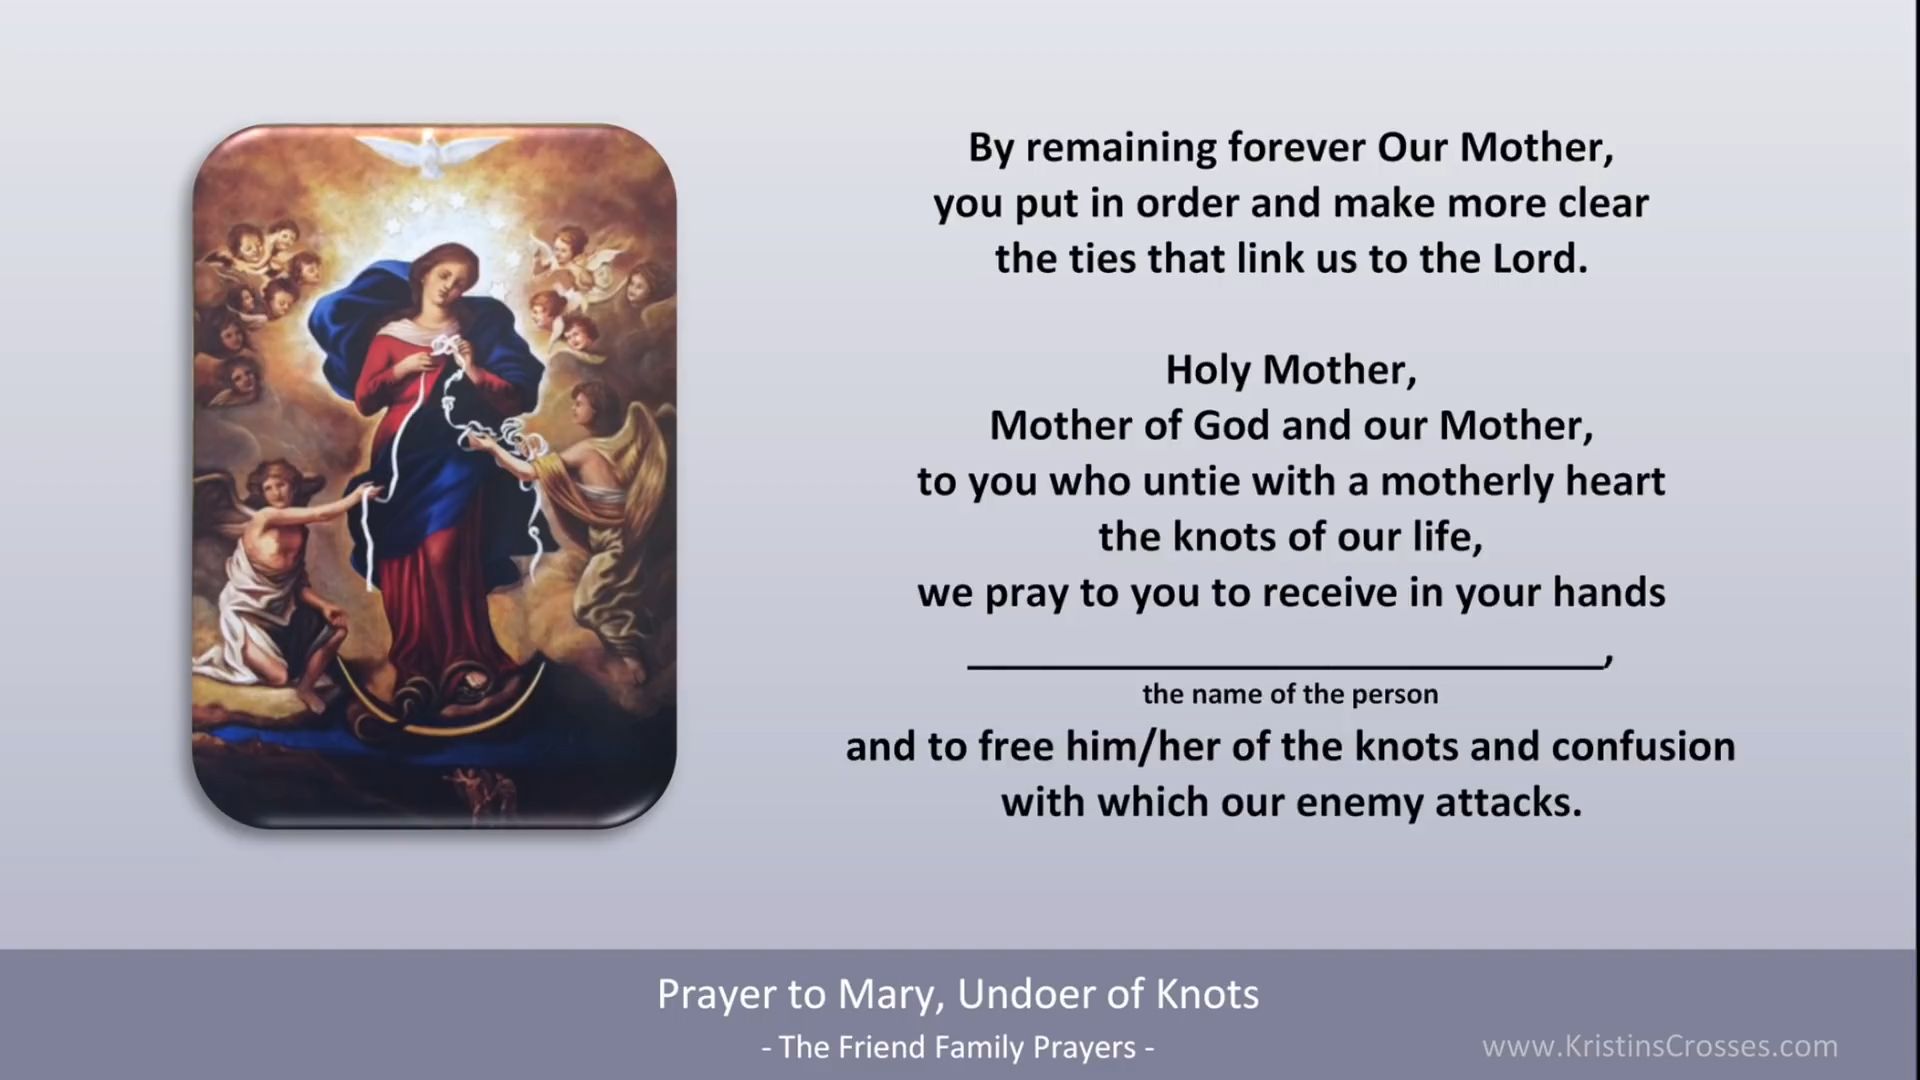 By remaining forever Our Mother,
you put in order and make more clear
the ties that link us to the Lord.
Holy Mother,
Mother of God and our Mother,
to you who untie with a motherly heart
the knots of our life,
we pray to you to receive in your hands
______________________________,
the name of the person
and to free him/her of the knots and confusion
with which our enemy attacks.
Prayer to Mary, Undoer of Knots
- The Friend Family Prayers -
www.KristinsCrosses.com